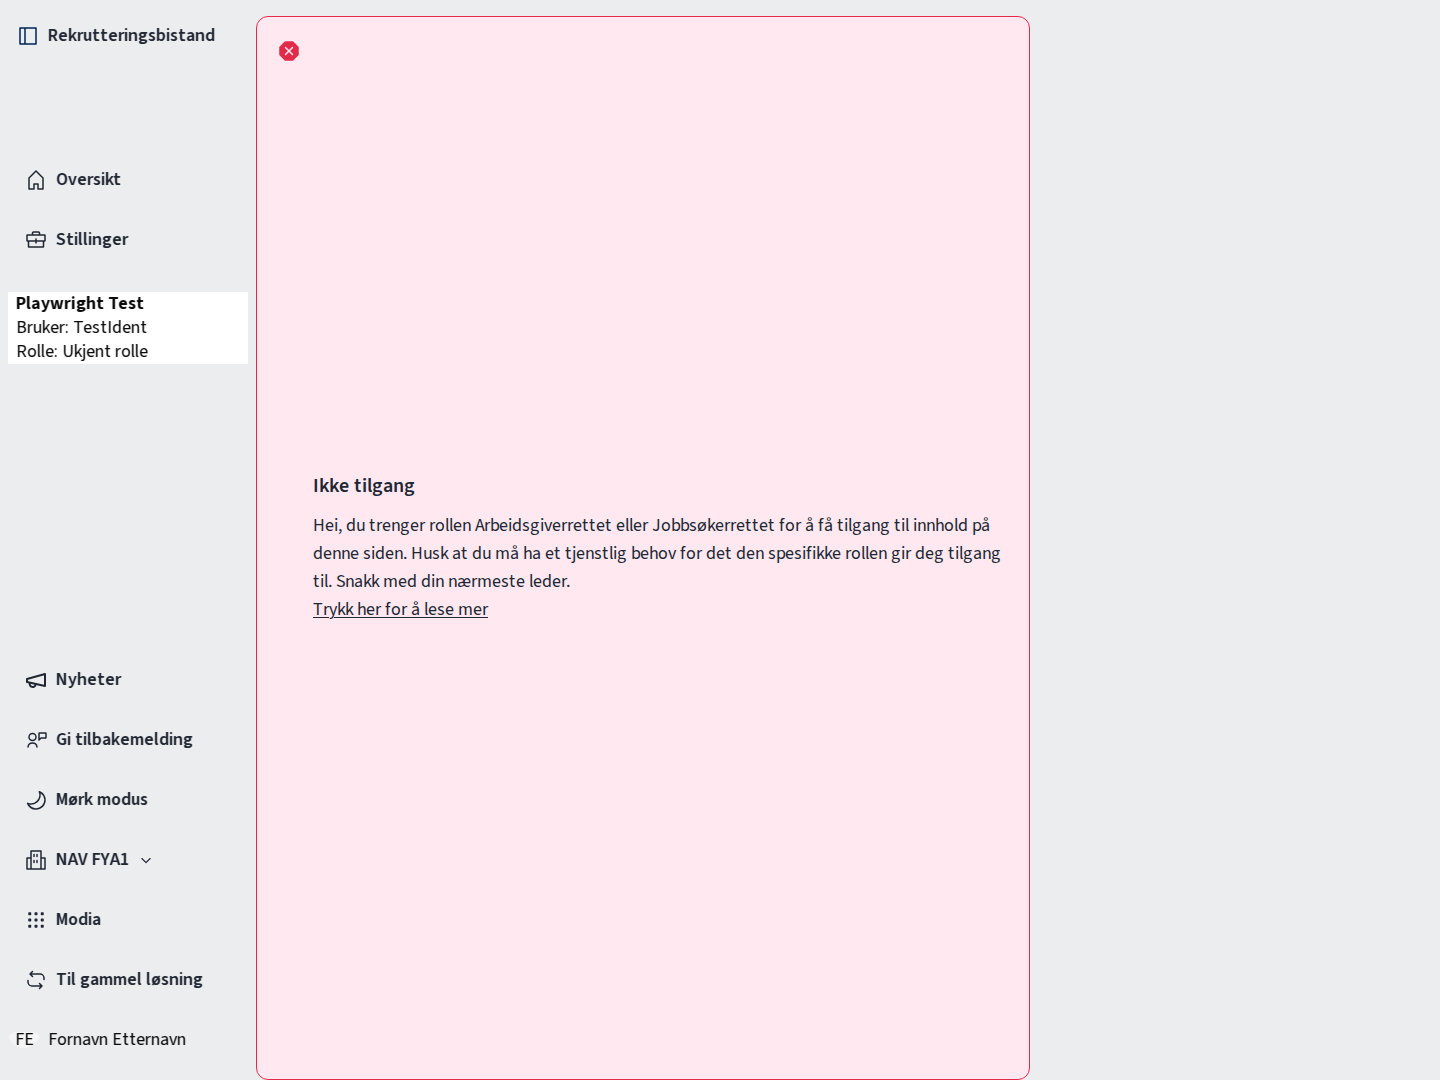 Rekrutteringsbistand
Oversikt
Stillinger
Playwright Test
Bruker: TestIdent
Rolle: Ukjent rolle
Nyheter
Gi tilbakemelding
Mørk modus
NAV FYA1
Modia
Til gammel løsning
FE Fornavn Etternavn
Ikke tilgang
Hei, du trenger rollen Arbeidsgiverrettet eller Jobbsøkerrettet for å få tilgang til innhold på
denne siden. Husk at du må ha et tjenstlig behov for det den spesifikke rollen gir deg tilgang
til. Snakk med din nærmeste leder.
Trykk her for å lese mer